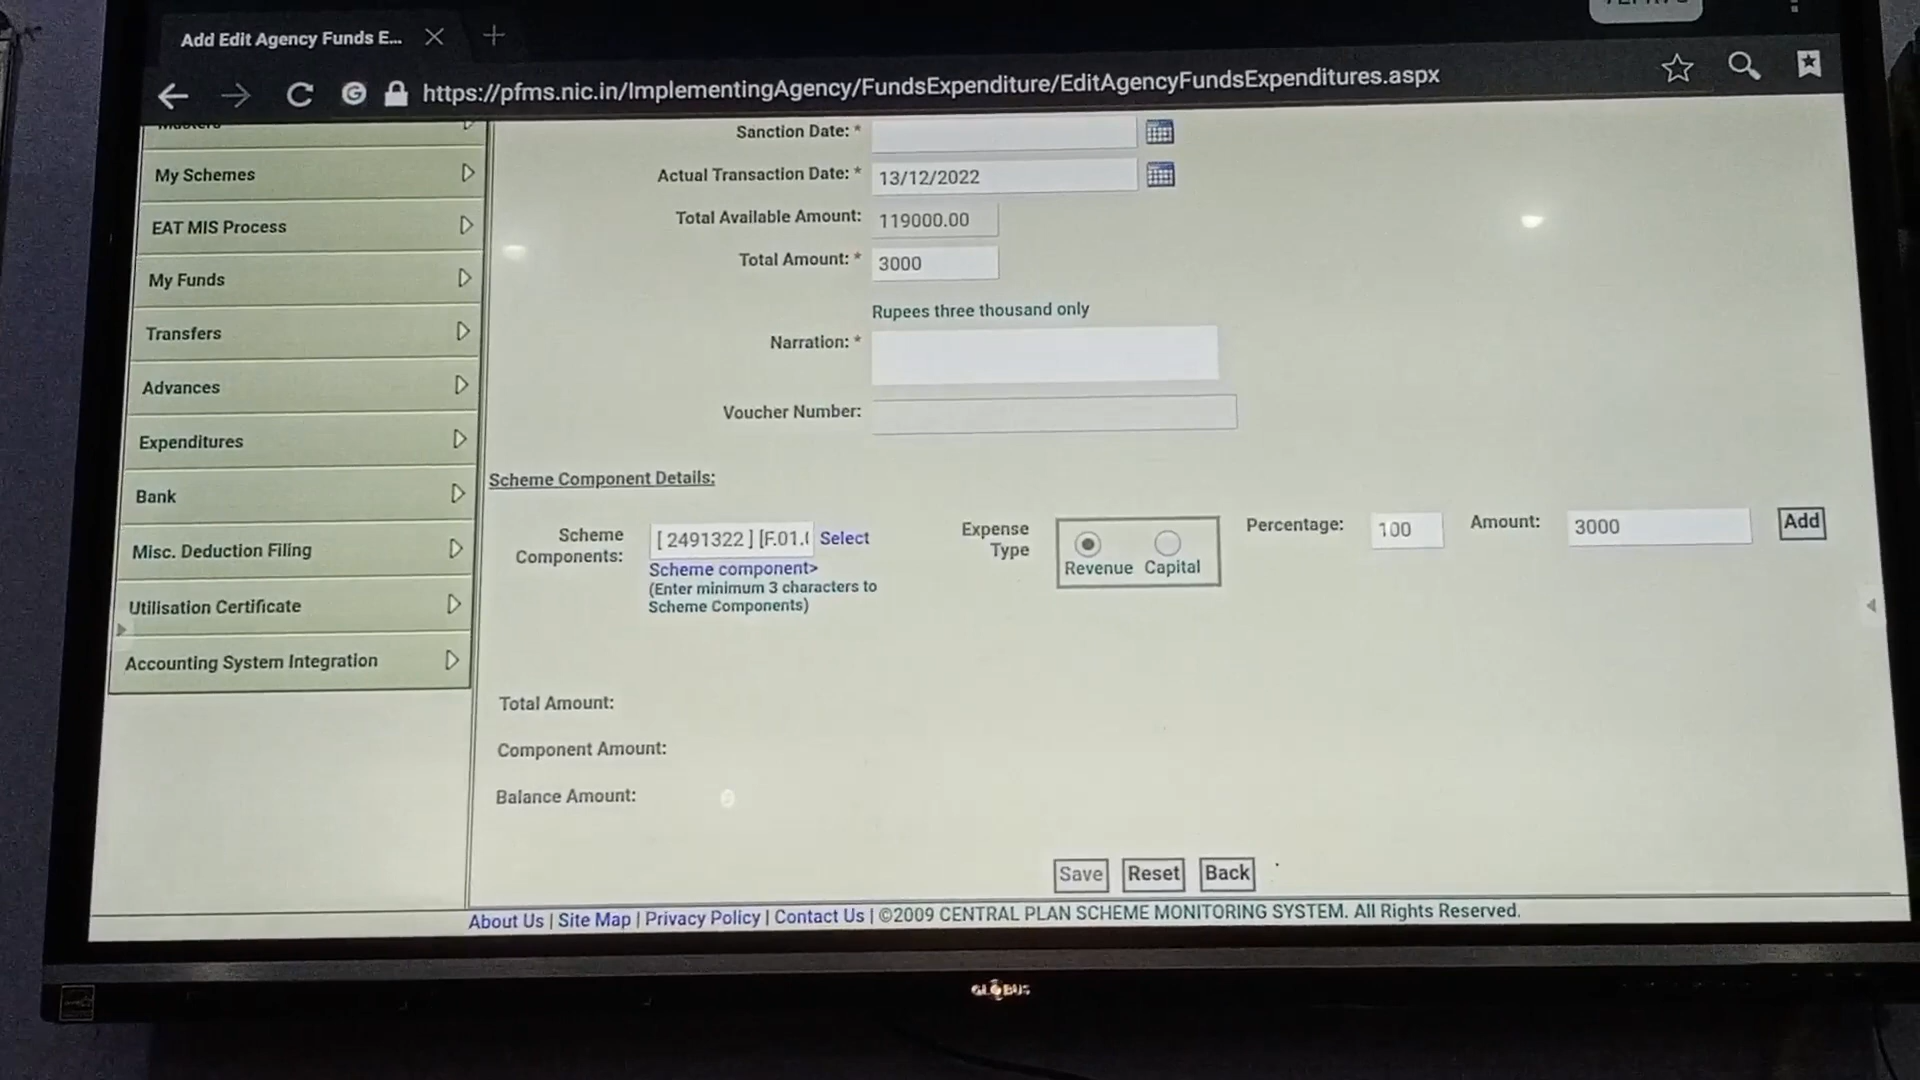 Add Edit Agency Funds E...
https://pfms.nic.in/ImplementingAgency/FundsExpenditure/EditAgencyFundsExpenditures.aspx
My Schemes
EAT MIS Process
My Funds
Transfers
Advances
Expenditures
Bank
Misc. Deduction Filing
Utilisation Certificate
Accounting System Integration
Sanction Date: *
Actual Transaction Date: * 13/12/2022
Total Available Amount: 119000.00
Total Amount: * 3000
Rupees three thousand only
Narration: *
Voucher Number:
Scheme Component Details:
Scheme Components: [ 2491322 ] [F.01.( Select
Scheme component>
(Enter minimum 3 characters to
Scheme Components)
Expense Type
Revenue Capital
Percentage: 100 Amount: 3000 Add
Total Amount:
Component Amount:
Balance Amount:
Save Reset Back
About Us | Site Map | Privacy Policy | Contact Us | ©2009 CENTRAL PLAN SCHEME MONITORING SYSTEM. All Rights Reserved.
GLOBUS